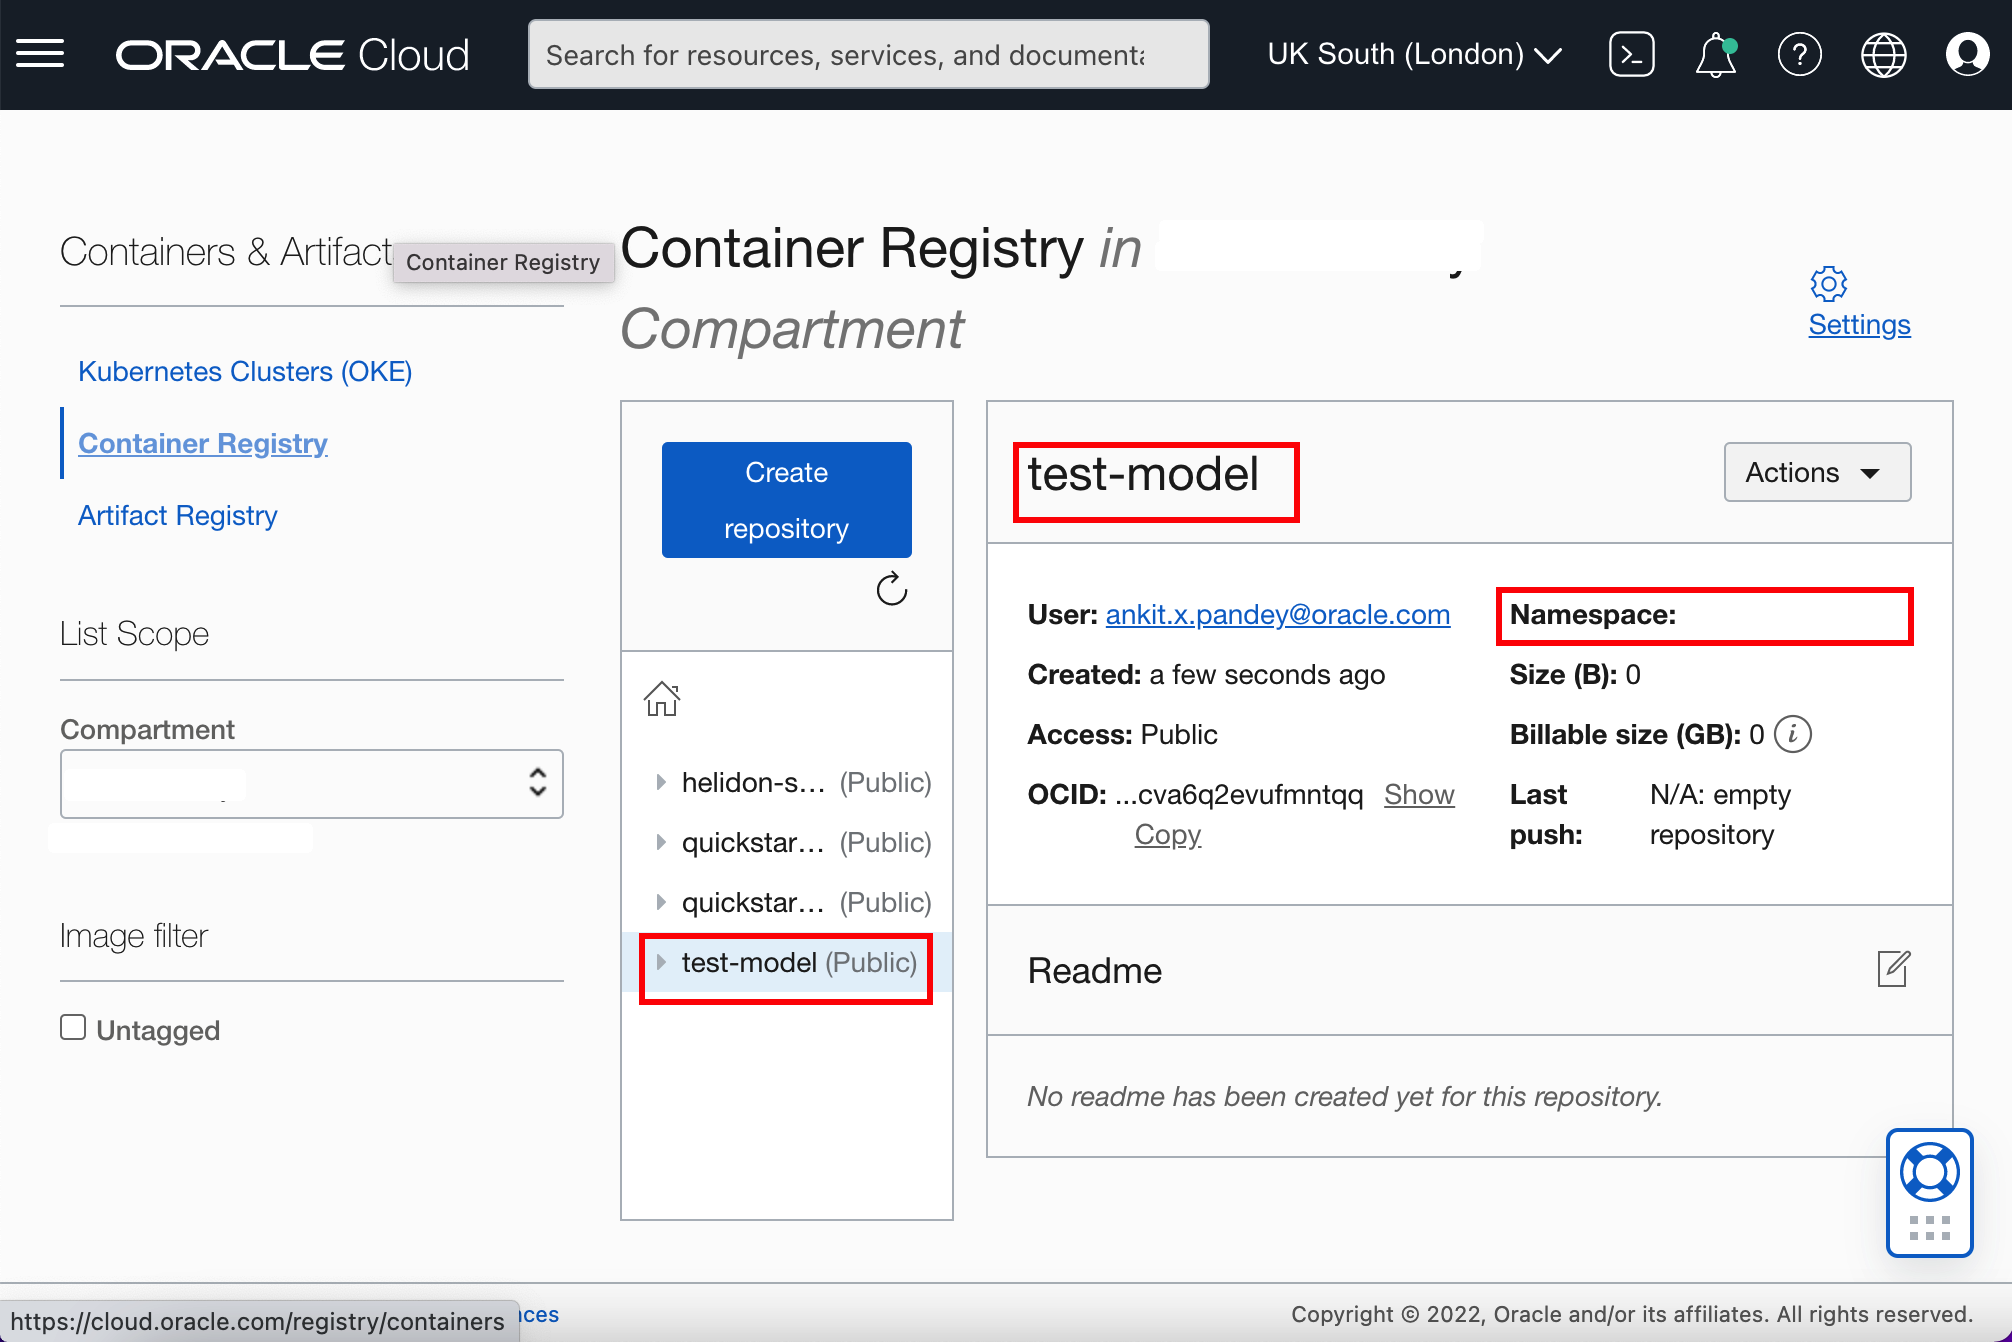 ORACLE Cloud
Search for resources, services, and documenta
UK South (London)
Containers & Artifact
Container Registry
Container Registry in
Compartment
Settings
Kubernetes Clusters (OKE)
Container Registry
Artifact Registry
List Scope
Compartment
Image filter
Untagged
Create
repository
helidon-s... (Public)
quickstar... (Public)
quickstar... (Public)
test-model (Public)
test-model
Actions
User: ankit.x.pandey@oracle.com
Namespace:
Created: a few seconds ago
Size (B): 0
Access: Public
Billable size (GB): 0
OCID: ...cva6q2evufmntqq Show
Copy
Last
push:
N/A: empty
repository
Readme
No readme has been created yet for this repository.
https://cloud.oracle.com/registry/containers
Copyright © 2022, Oracle and/or its affiliates. All rights reserved.